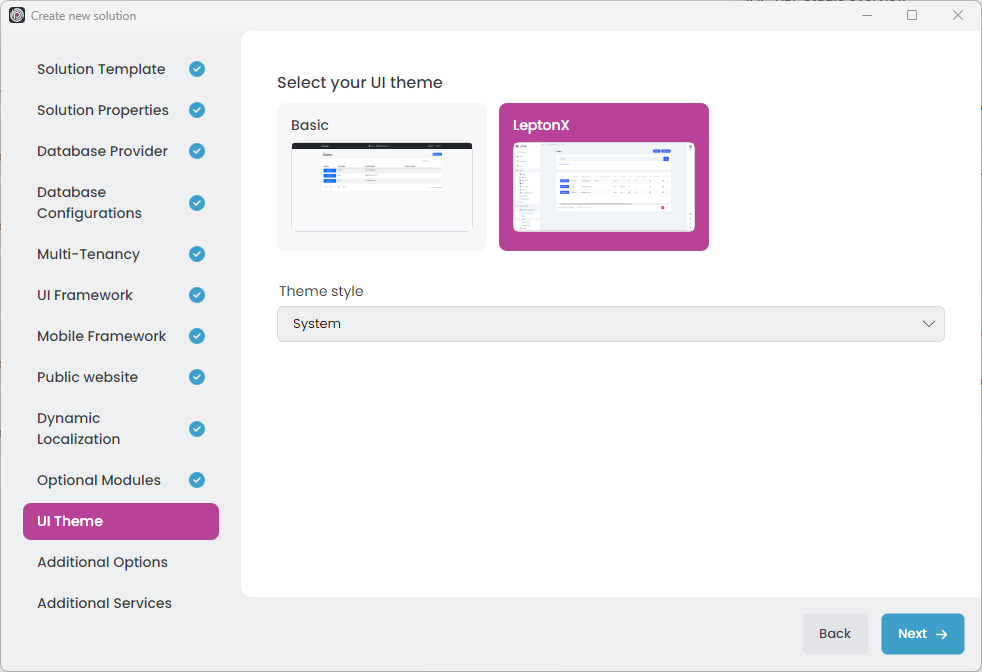 Create new solution
Solution Template
Solution Properties
Database Provider
Database
Configurations
Multi-Tenancy
UI Framework
Mobile Framework
Public website
Dynamic
Localization
Optional Modules
UI Theme
Additional Options
Additional Services
Select your UI theme
Basic
LeptonX
Theme style
System
Back
Next